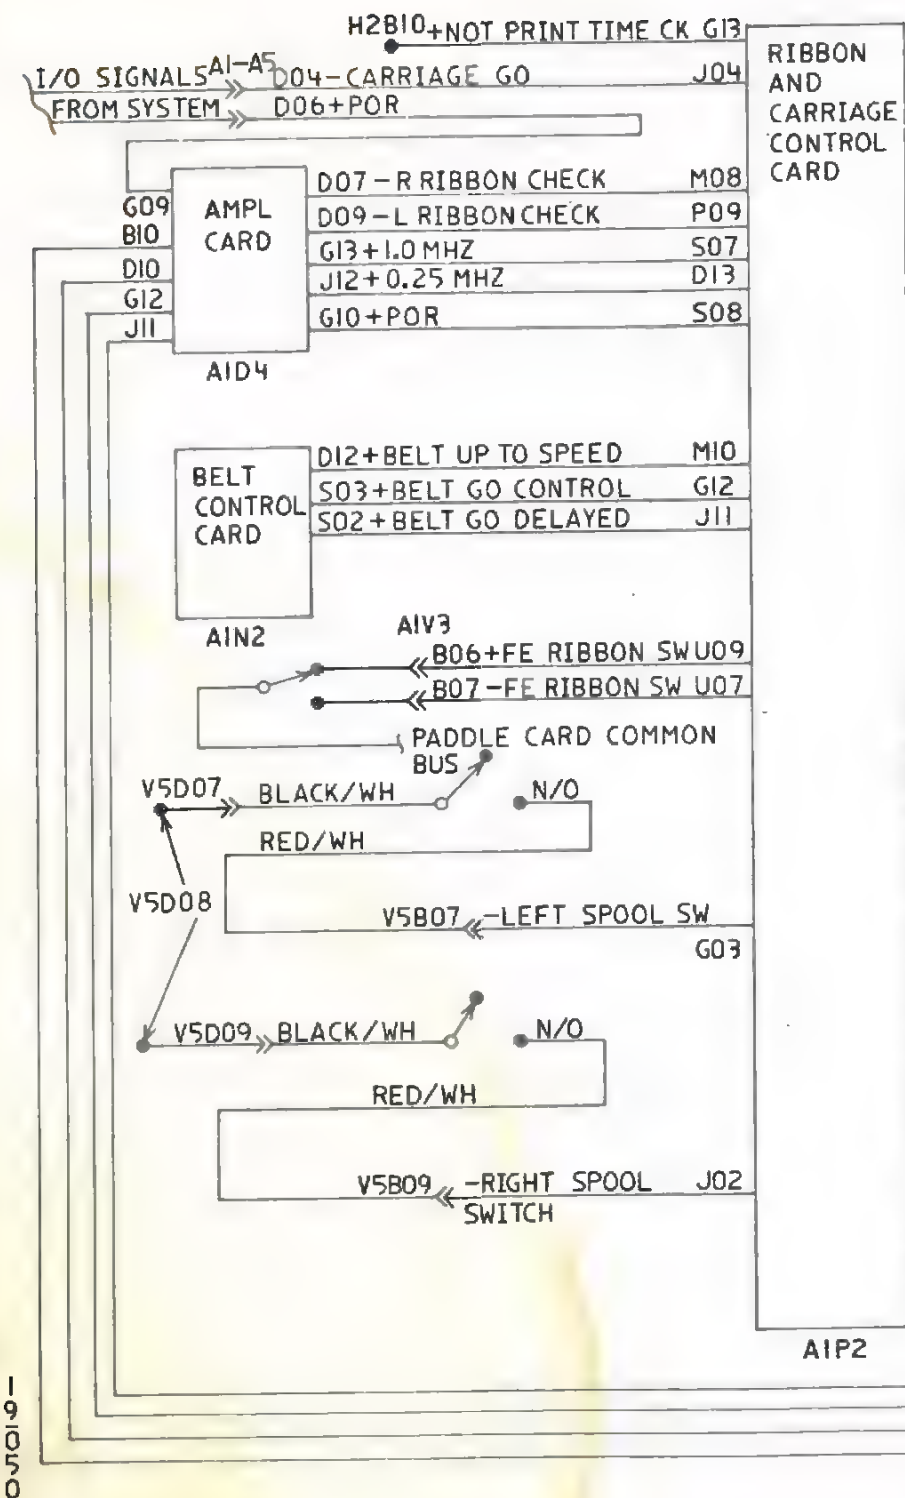 H2B10 +NOT PRINT TIME CK G13
RIBBON
AND
CARRIAGE
CONTROL
CARD
I/O SIGNALS A1-A5 D04-CARRIAGE GO J04
FROM SYSTEM D06+POR
G09
B10
D10
G12
J11
AMPL
CARD
A1D4
D07-R RIBBON CHECK M08
D09-L RIBBON CHECK P09
G13+1.0 MHZ S07
J12+0.25 MHZ D13
G10+POR S08
BELT
CONTROL
CARD
A1N2
D12+BELT UP TO SPEED M10
S03+BELT GO CONTROL G12
S02+BELT GO DELAYED J11
A1V3
B06+FE RIBBON SW U09
B07-FE RIBBON SW U07
PADDLE CARD COMMON
BUS
V5D07 BLACK/WH N/O
RED/WH
V5D08
V5B07 -LEFT SPOOL SW
G03
V5D09 BLACK/WH N/O
RED/WH
V5B09 -RIGHT SPOOL J02
SWITCH
A1P2
19050